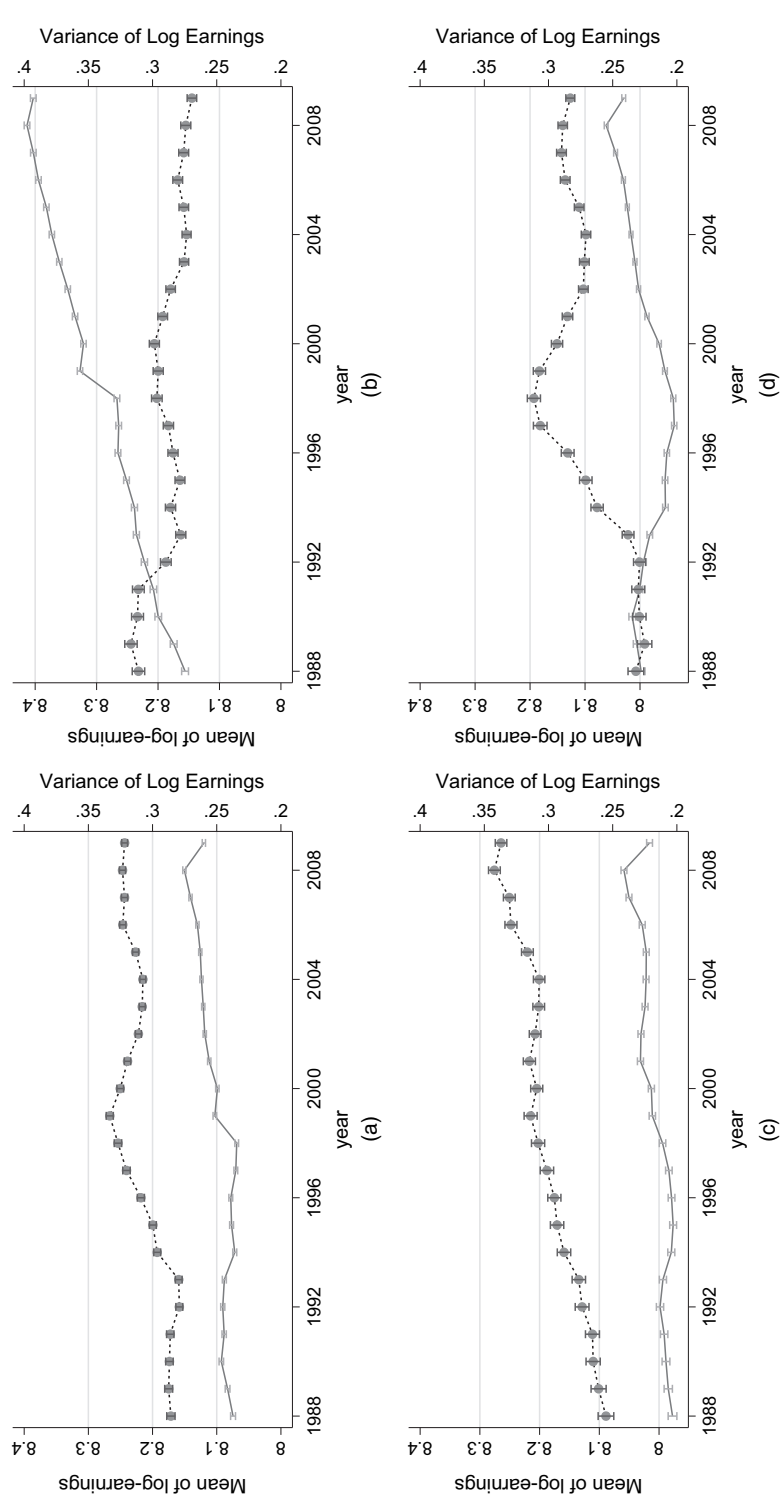 Variance of Log Earnings
.4 .35 .3 .25 .2
1988 1992 1996 2000 2004 2008
year
(a)
8.4 8.3 8.2 8.1 8
Mean of log-earnings
Variance of Log Earnings
.4 .35 .3 .25 .2
1988 1992 1996 2000 2004 2008
year
(b)
8.4 8.3 8.2 8.1 8
Mean of log-earnings
Variance of Log Earnings
.4 .35 .3 .25 .2
1988 1992 1996 2000 2004 2008
year
(c)
8.4 8.3 8.2 8.1 8
Mean of log-earnings
Variance of Log Earnings
.4 .35 .3 .25 .2
1988 1992 1996 2000 2004 2008
year
(d)
8.4 8.3 8.2 8.1 8
Mean of log-earnings